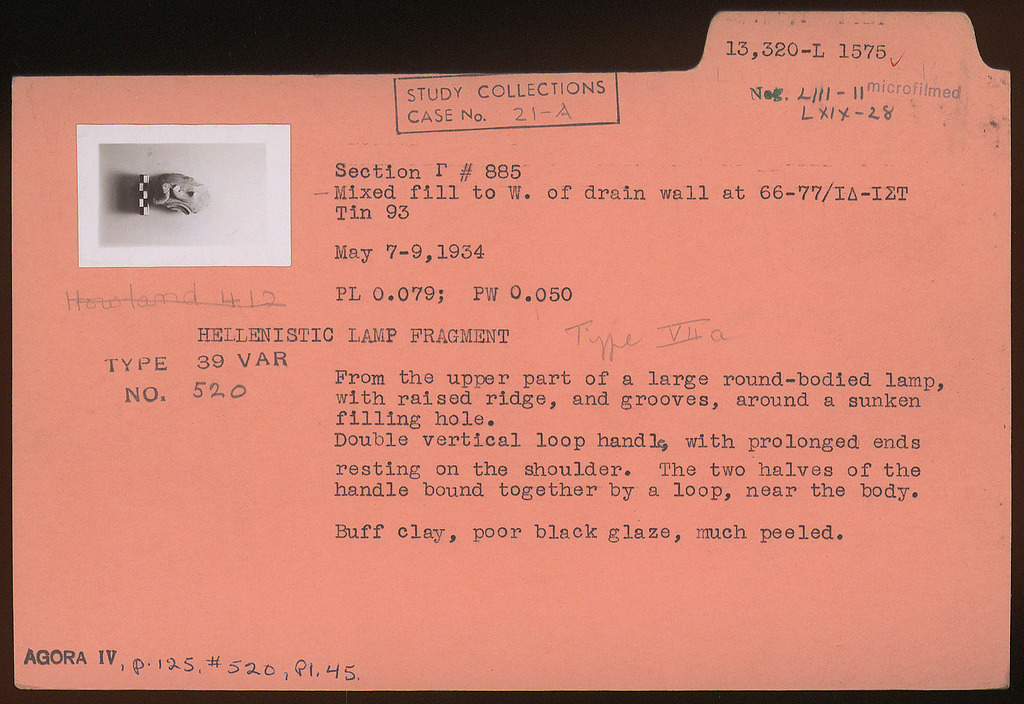 13,320-L 1575
Neg. LIII - 11 microfilmed
LXIX-28
STUDY COLLECTIONS
CASE No. 21-A
Section Γ # 885
-Mixed fill to W. of drain wall at 66-77/ΙΔ-ΙΣΤ
Tin 93
May 7-9,1934
Howland 412
PL 0.079; PW 0.050
HELLENISTIC LAMP FRAGMENT
Type VII a
TYPE 39 VAR
NO. 520
From the upper part of a large round-bodied lamp,
with raised ridge, and grooves, around a sunken
filling hole.
Double vertical loop handle, with prolonged ends
resting on the shoulder. The two halves of the
handle bound together by a loop, near the body.
Buff clay, poor black glaze, much peeled.
AGORA IV, p. 125, # 520, Pl. 45.